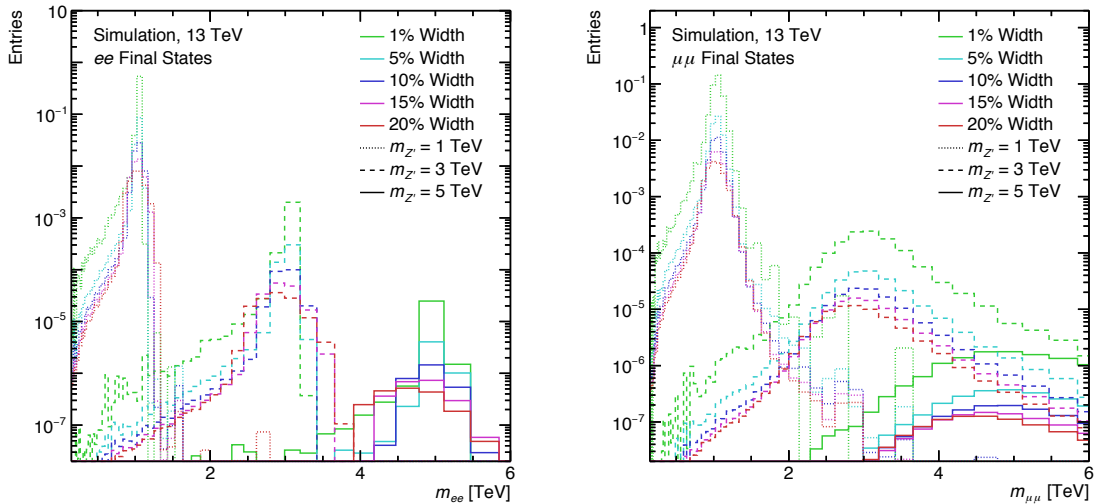 Entries
10
10⁻¹
10⁻³
10⁻⁵
10⁻⁷
Simulation, 13 TeV
ee Final States
1% Width
5% Width
10% Width
15% Width
20% Width
m_Z' = 1 TeV
m_Z' = 3 TeV
m_Z' = 5 TeV
2 4 6
m_ee [TeV]
Entries
1
10⁻¹
10⁻²
10⁻³
10⁻⁴
10⁻⁵
10⁻⁶
10⁻⁷
Simulation, 13 TeV
μμ Final States
1% Width
5% Width
10% Width
15% Width
20% Width
m_Z' = 1 TeV
m_Z' = 3 TeV
m_Z' = 5 TeV
2 4 6
m_μμ [TeV]